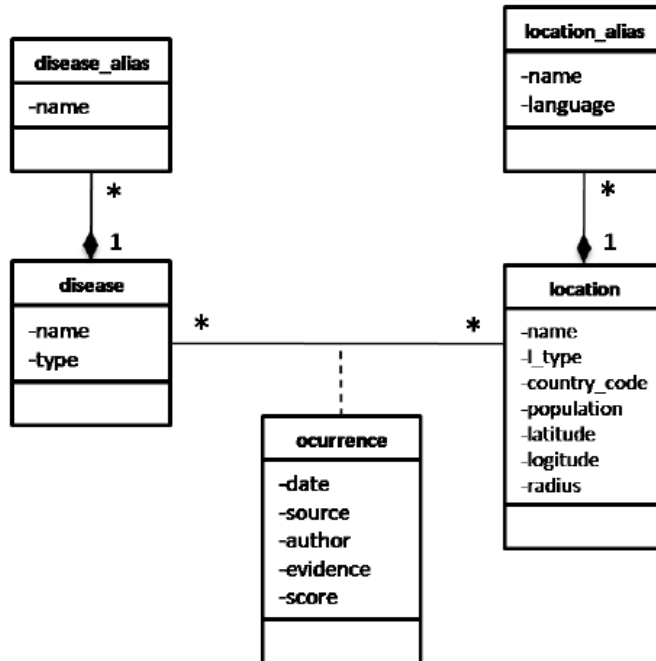 disease_alias
-name
location_alias
-name
-language
*
1
*
1
disease
-name
-type
*
*
location
-name
-l_type
-country_code
-population
-latitude
-logitude
-radius
ocurrence
-date
-source
-author
-evidence
-score